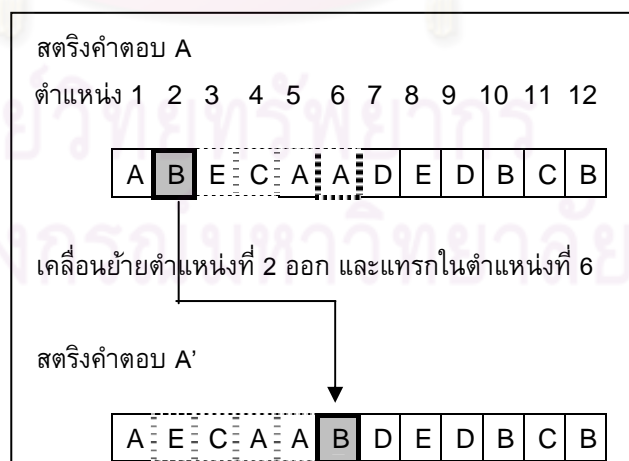 สตริงคำตอบ A
ตำแหน่ง 1 2 3 4 5 6 7 8 9 10 11 12
A B E C A A D E D B C B
เคลื่อนย้ายตำแหน่งที่ 2 ออก และแทรกในตำแหน่งที่ 6
สตริงคำตอบ A’
A E C A A B D E D B C B